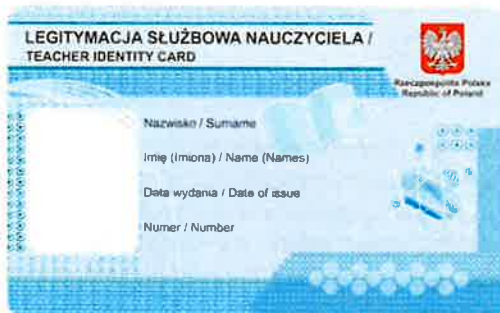 LEGITYMACJA SŁUŻBOWA NAUCZYCIELA /
TEACHER IDENTITY CARD
Rzeczpospolita Polska
Republic of Poland
Nazwisko / Surname
Imię (Imiona) / Name (Names)
Data wydania / Date of issue
Numer / Number